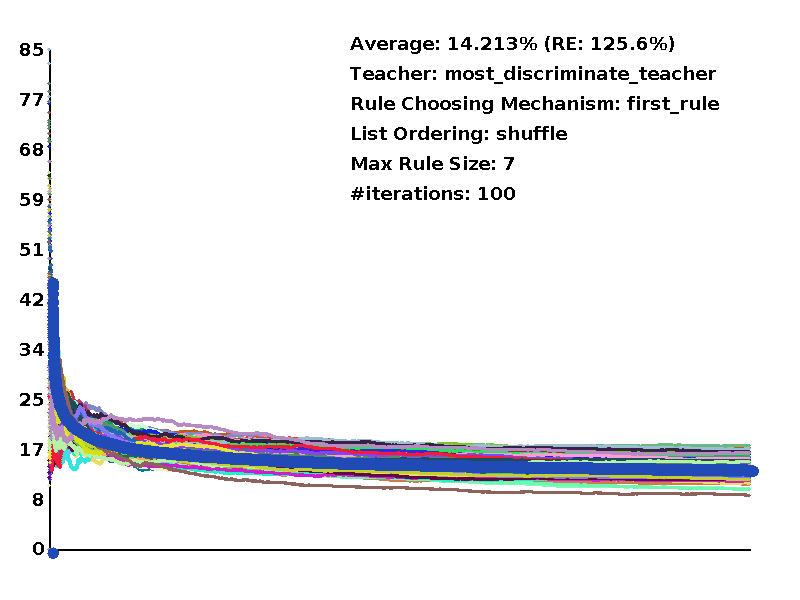 Average: 14.213% (RE: 125.6%)
Teacher: most_discriminate_teacher
Rule Choosing Mechanism: first_rule
List Ordering: shuffle
Max Rule Size: 7
#iterations: 100
85
77
68
59
51
42
34
25
17
8
0